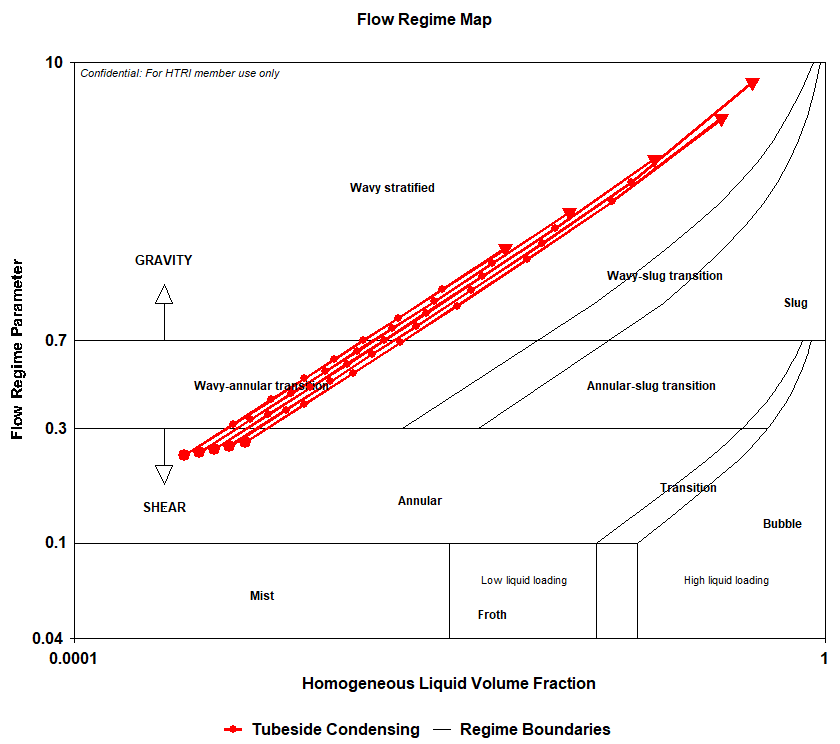 Flow Regime Map
10
Confidential: For HTRI member use only
Wavy stratified
GRAVITY
Wavy-slug transition
Slug
0.7
Flow Regime Parameter
Wavy-annular transition
Annular-slug transition
0.3
SHEAR
Annular
Transition
Bubble
0.1
Mist
Low liquid loading
High liquid loading
Froth
0.04
0.0001
1
Homogeneous Liquid Volume Fraction
Tubeside Condensing
Regime Boundaries